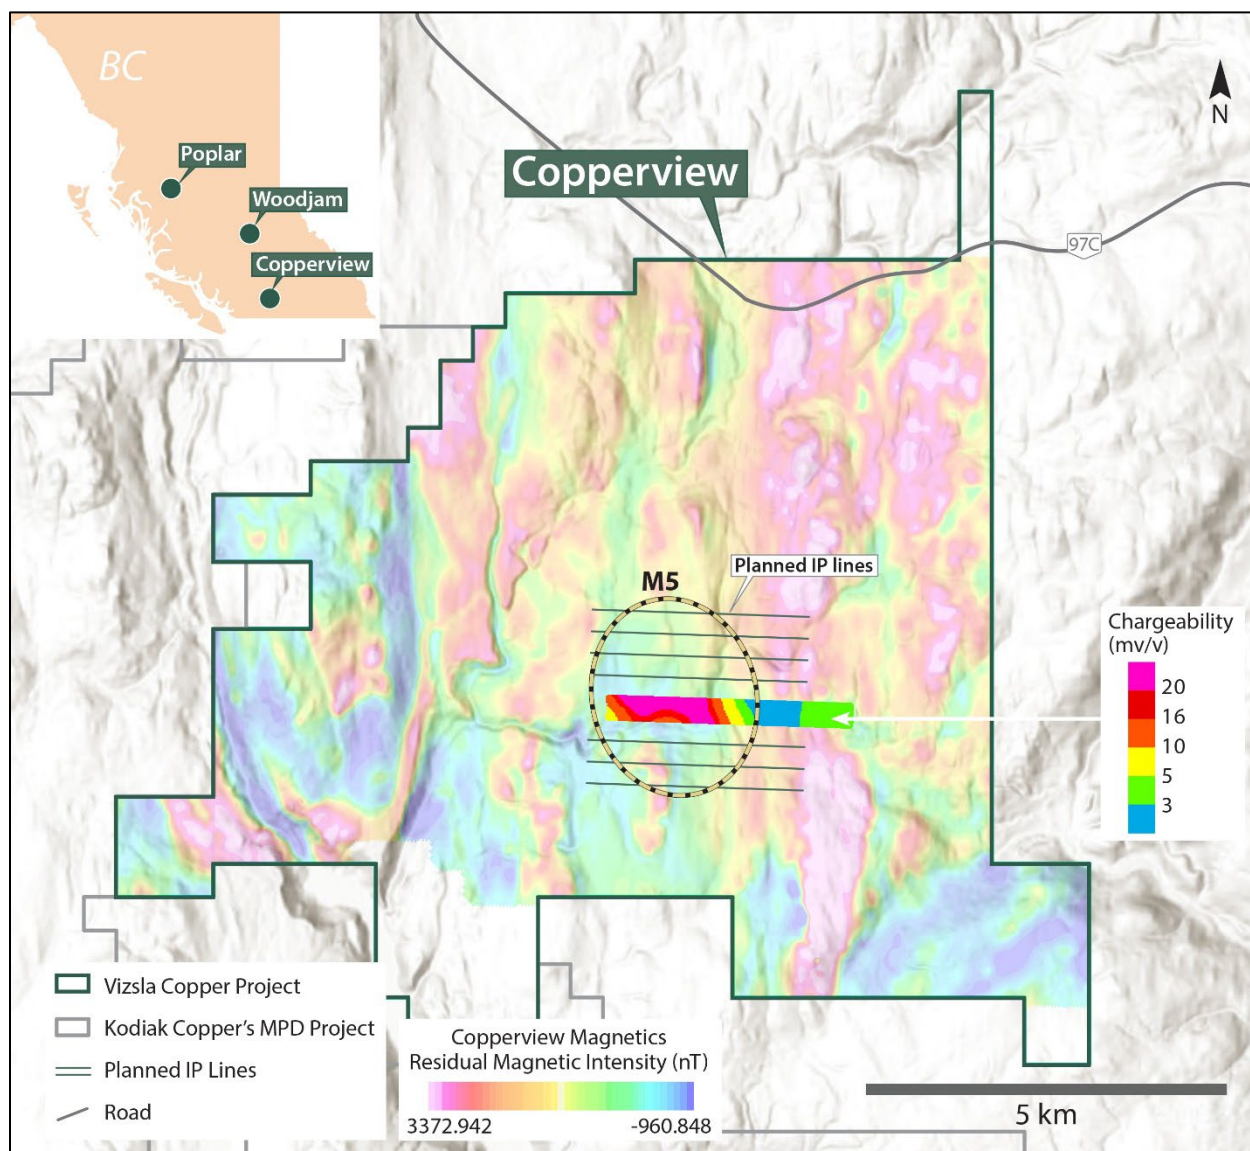 BC
Poplar
Woodjam
Copperview
Copperview
N
97C
Planned IP lines
M5
Chargeability
(mv/v)
20
16
10
5
3
Vizsla Copper Project
Kodiak Copper's MPD Project
Planned IP Lines
Road
Copperview Magnetics
Residual Magnetic Intensity (nT)
3372.942 -960.848
5 km